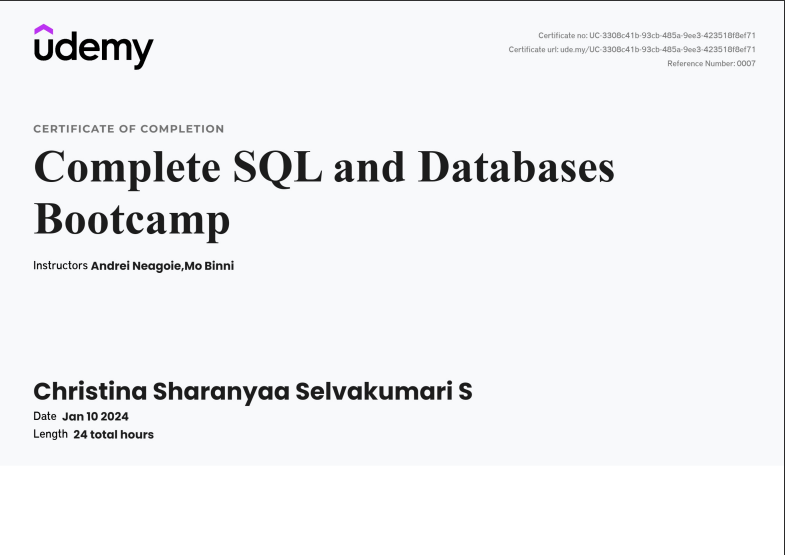 udemy
Certificate no: UC-3308c41b-93cb-485a-9ee3-423518f8ef71
Certificate url: ude.my/UC-3308c41b-93cb-485a-9ee3-423518f8ef71
Reference Number: 0007
CERTIFICATE OF COMPLETION
Complete SQL and Databases
Bootcamp
Instructors Andrei Neagoie,Mo Binni
Christina Sharanyaa Selvakumari S
Date Jan 10 2024
Length 24 total hours